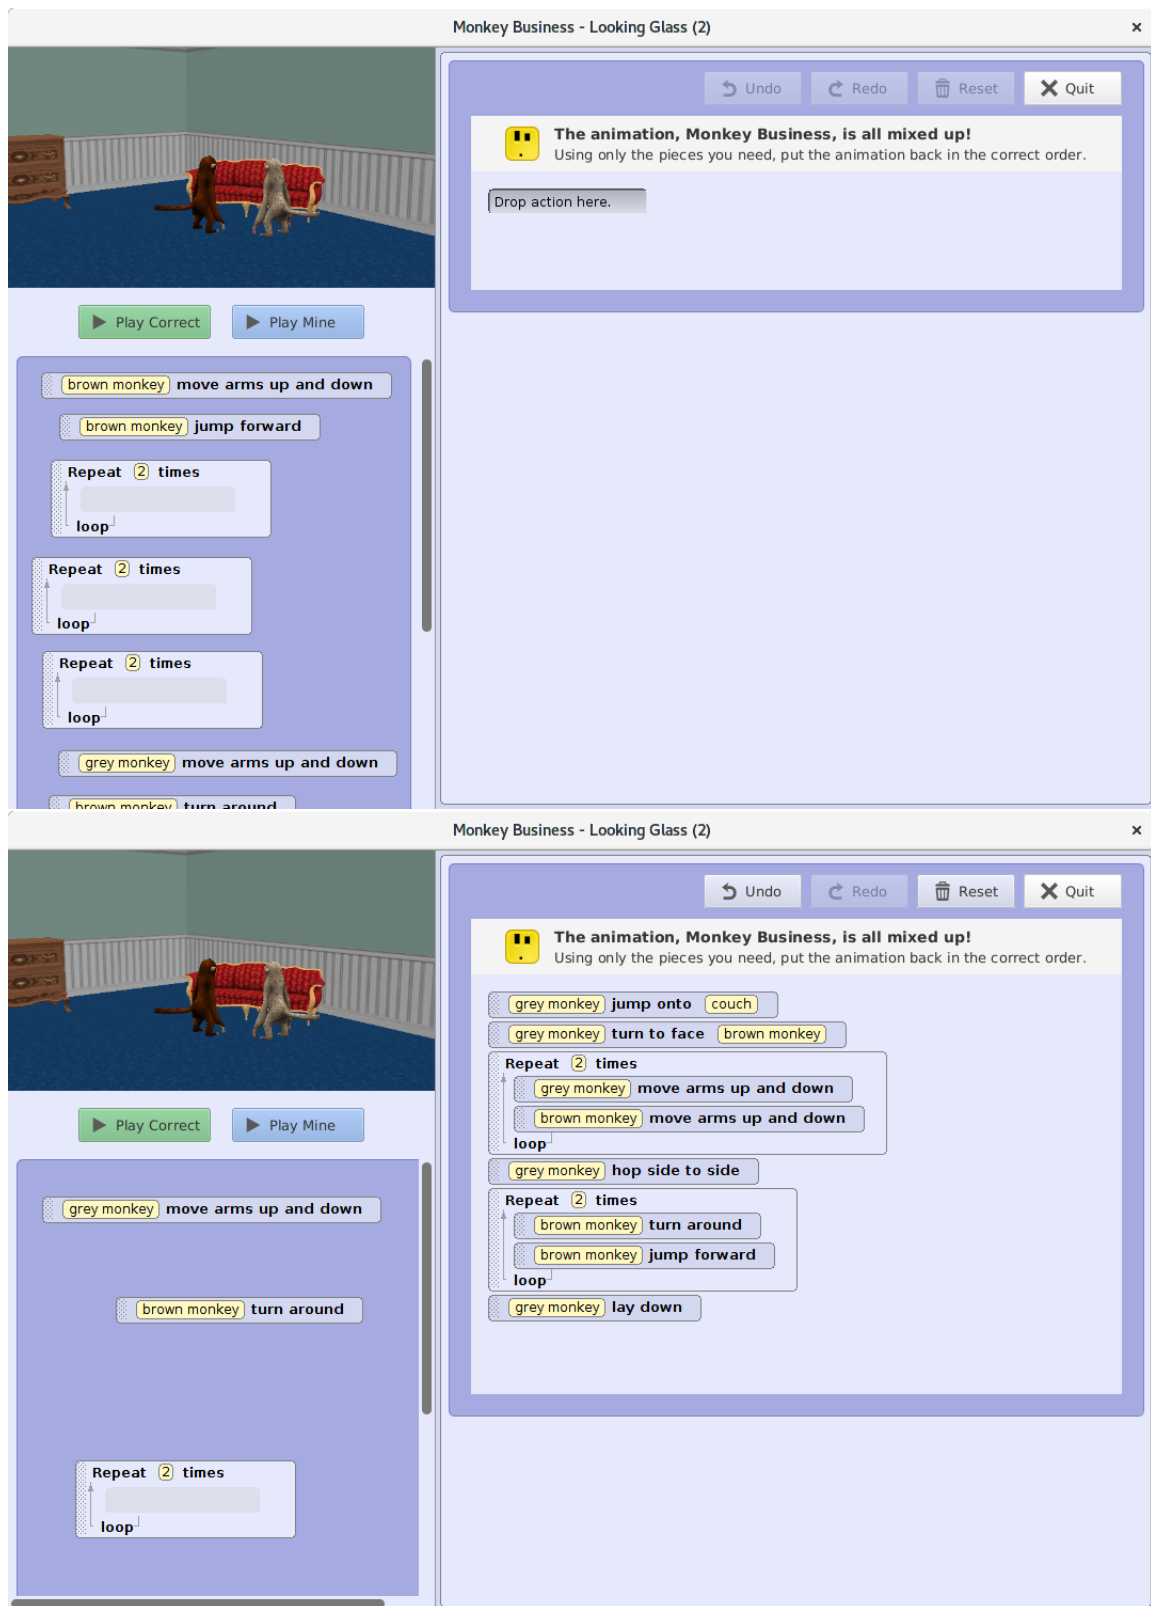 Monkey Business - Looking Glass (2)
×
Undo
Redo
Reset
Quit
The animation, Monkey Business, is all mixed up!
Using only the pieces you need, put the animation back in the correct order.
Drop action here.
Play Correct
Play Mine
brown monkey move arms up and down
brown monkey jump forward
Repeat 2 times
loop
Repeat 2 times
loop
Repeat 2 times
loop
grey monkey move arms up and down
brown monkey turn around
Monkey Business - Looking Glass (2)
×
Undo
Redo
Reset
Quit
The animation, Monkey Business, is all mixed up!
Using only the pieces you need, put the animation back in the correct order.
Play Correct
Play Mine
grey monkey move arms up and down
brown monkey turn around
Repeat 2 times
loop
grey monkey jump onto couch
grey monkey turn to face brown monkey
Repeat 2 times
grey monkey move arms up and down
brown monkey move arms up and down
loop
grey monkey hop side to side
Repeat 2 times
brown monkey turn around
brown monkey jump forward
loop
grey monkey lay down